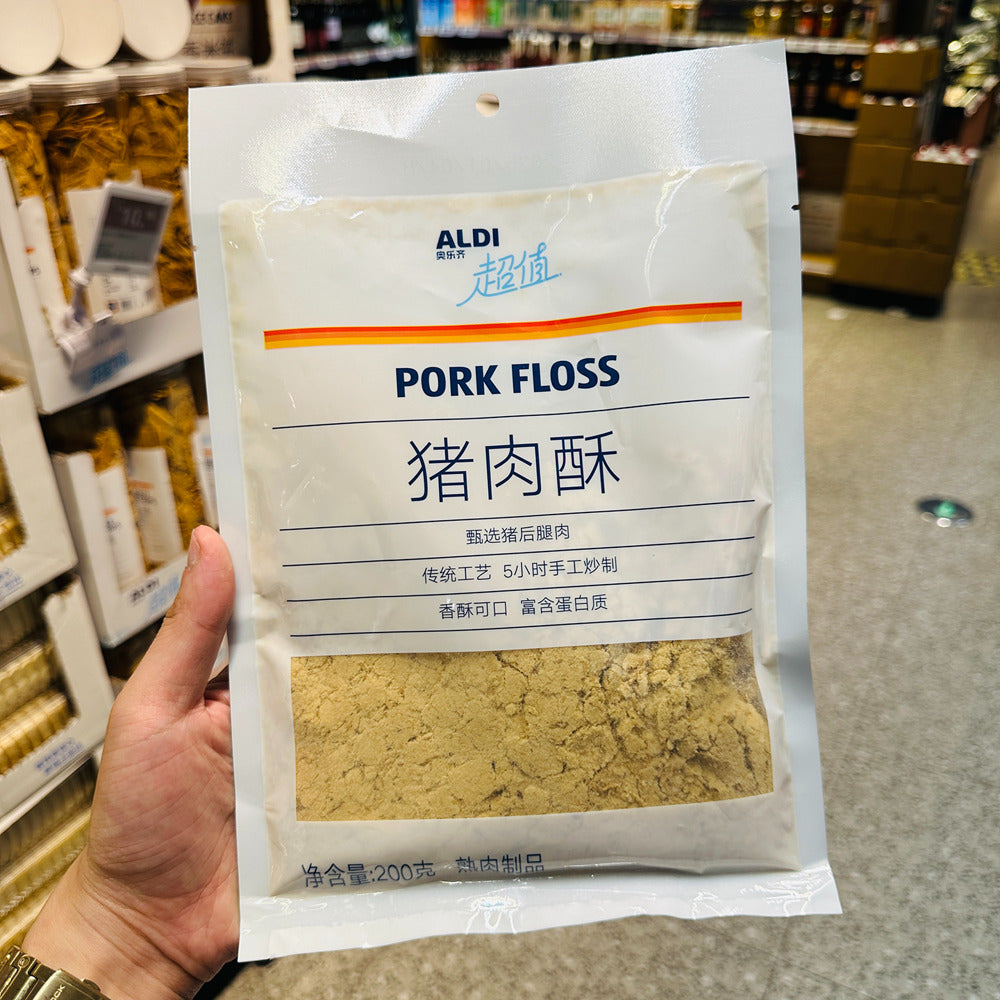 ALDI
奥乐齐
超值
PORK FLOSS
猪肉酥
甄选猪后腿肉
传统工艺 5小时手工炒制
香酥可口 富含蛋白质
净含量:200克 熟肉制品